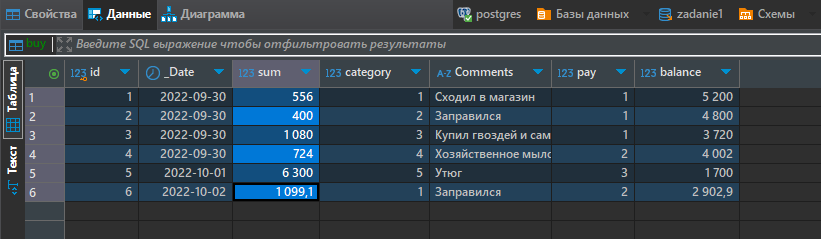 Свойства Данные Диаграмма postgres Базы данных zadanie1 Схемы
buy Введите SQL выражение чтобы отфильтровать результаты
Таблица
Текст
123 id _Date 123 sum 123 category A-Z Comments 123 pay 123 balance
1 1 2022-09-30 556 1 Сходил в магазин 1 5 200
2 2 2022-09-30 400 2 Заправился 1 4 800
3 3 2022-09-30 1 080 3 Купил гвоздей и сам 1 3 720
4 4 2022-09-30 724 4 Хозяйственное мыло 2 4 002
5 5 2022-10-01 6 300 5 Утюг 3 1 700
6 6 2022-10-02 1 099,1 1 Заправился 2 2 902,9